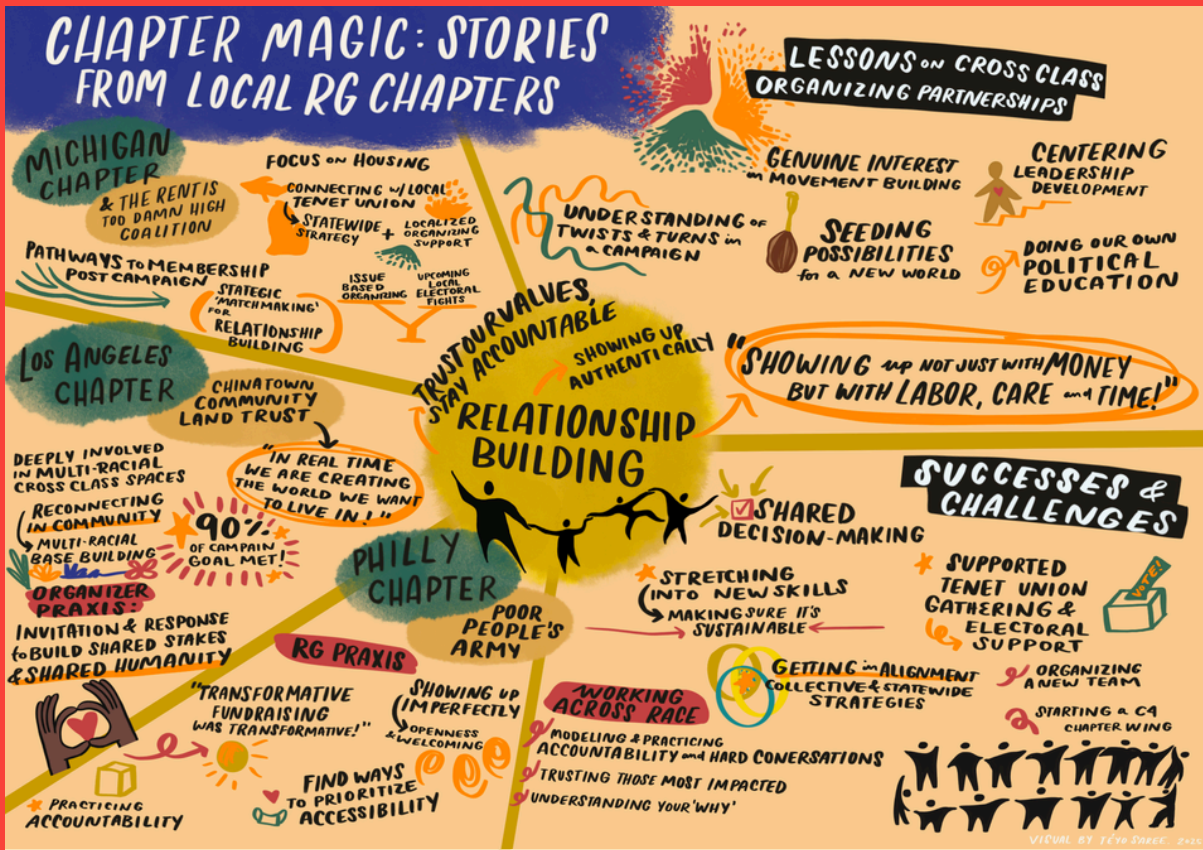 CHAPTER MAGIC: STORIES
FROM LOCAL RG CHAPTERS
MICHIGAN
CHAPTER
& THE RENT IS
TOO DAMN HIGH
COALITION
FOCUS ON HOUSING
CONNECTING W/ LOCAL
TENET UNION
STATEWIDE
STRATEGY
+
LOCALIZED
ORGANIZING
SUPPORT
PATHWAYS TO MEMBERSHIP
POST CAMPAIGN
STATEGIC
'MATCHMAKING'
FOR
RELATIONSHIP
BUILDING
ISSUE
BASED
ORGANIZING
UPCOMING
LOCAL
ELECTORAL
FIGHTS
LESSONS ON CROSS CLASS
ORGANIZING PARTNERSHIPS
UNDERSTANDING OF
TWISTS & TURNS in
a CAMPAIGN
GENUINE INTEREST
in MOVEMENT BUILDING
SEEDING
POSSIBILITIES
for a NEW WORLD
CENTERING
LEADERSHIP
DEVELOPMENT
DOING OUR OWN
POLITICAL
EDUCATION
TRUST OUR VALUES,
STAY ACCOUNTABLE
SHOWING UP
AUTHENTICALLY
RELATIONSHIP
BUILDING
"SHOWING up NOT JUST with MONEY
BUT WITH LABOR, CARE and TIME!"
LOS ANGELES
CHAPTER
CHINATOWN
COMMUNITY
LAND TRUST
"IN REAL TIME
WE ARE CREATING
THE WORLD WE WANT
TO LIVE IN!"
DEEPLY INVOLVED
IN MULTI-RACIAL
CROSS CLASS SPACES
RECONNECTING
IN COMMUNITY
MULTI-RACIAL
BASE BUILDING
90%
OF CAMPAIN
GOAL MET!
ORGANIZER
PRAXIS:
INVITATION & RESPONSE
to BUILD SHARED STAKES
& SHARED HUMANITY
PHILLY
CHAPTER
POOR
PEOPLE'S
ARMY
RG PRAXIS
"TRANSFORMATIVE
FUNDRAISING
WAS TRANSFORMATIVE!"
SHOWING UP
IMPERFECTLY
OPENNESS
& WELCOMING
PRACTICING
ACCOUNTABILITY
FIND WAYS
TO PRIORITIZE
ACCESSIBILITY
SUCCESSES &
CHALLENGES
SHARED
DECISION-MAKING
STRETCHING
INTO NEW SKILLS
MAKING SURE IT'S
SUSTAINABLE
SUPPORTED
TENET UNION
GATHERING &
ELECTORAL
SUPPORT
VOTE!
GETTING in ALIGNMENT
COLLECTIVE & STATEWIDE
STRATEGIES
ORGANIZING
A NEW TEAM
STARTING a C4
CHAPTER WING
WORKING
ACROSS RACE
MODELING & PRACTICING
ACCOUNTABILITY and HARD CONERSATIONS
TRUSTING THOSE MOST IMPACTED
UNDERSTANDING YOUR 'WHY'
VISUAL BY